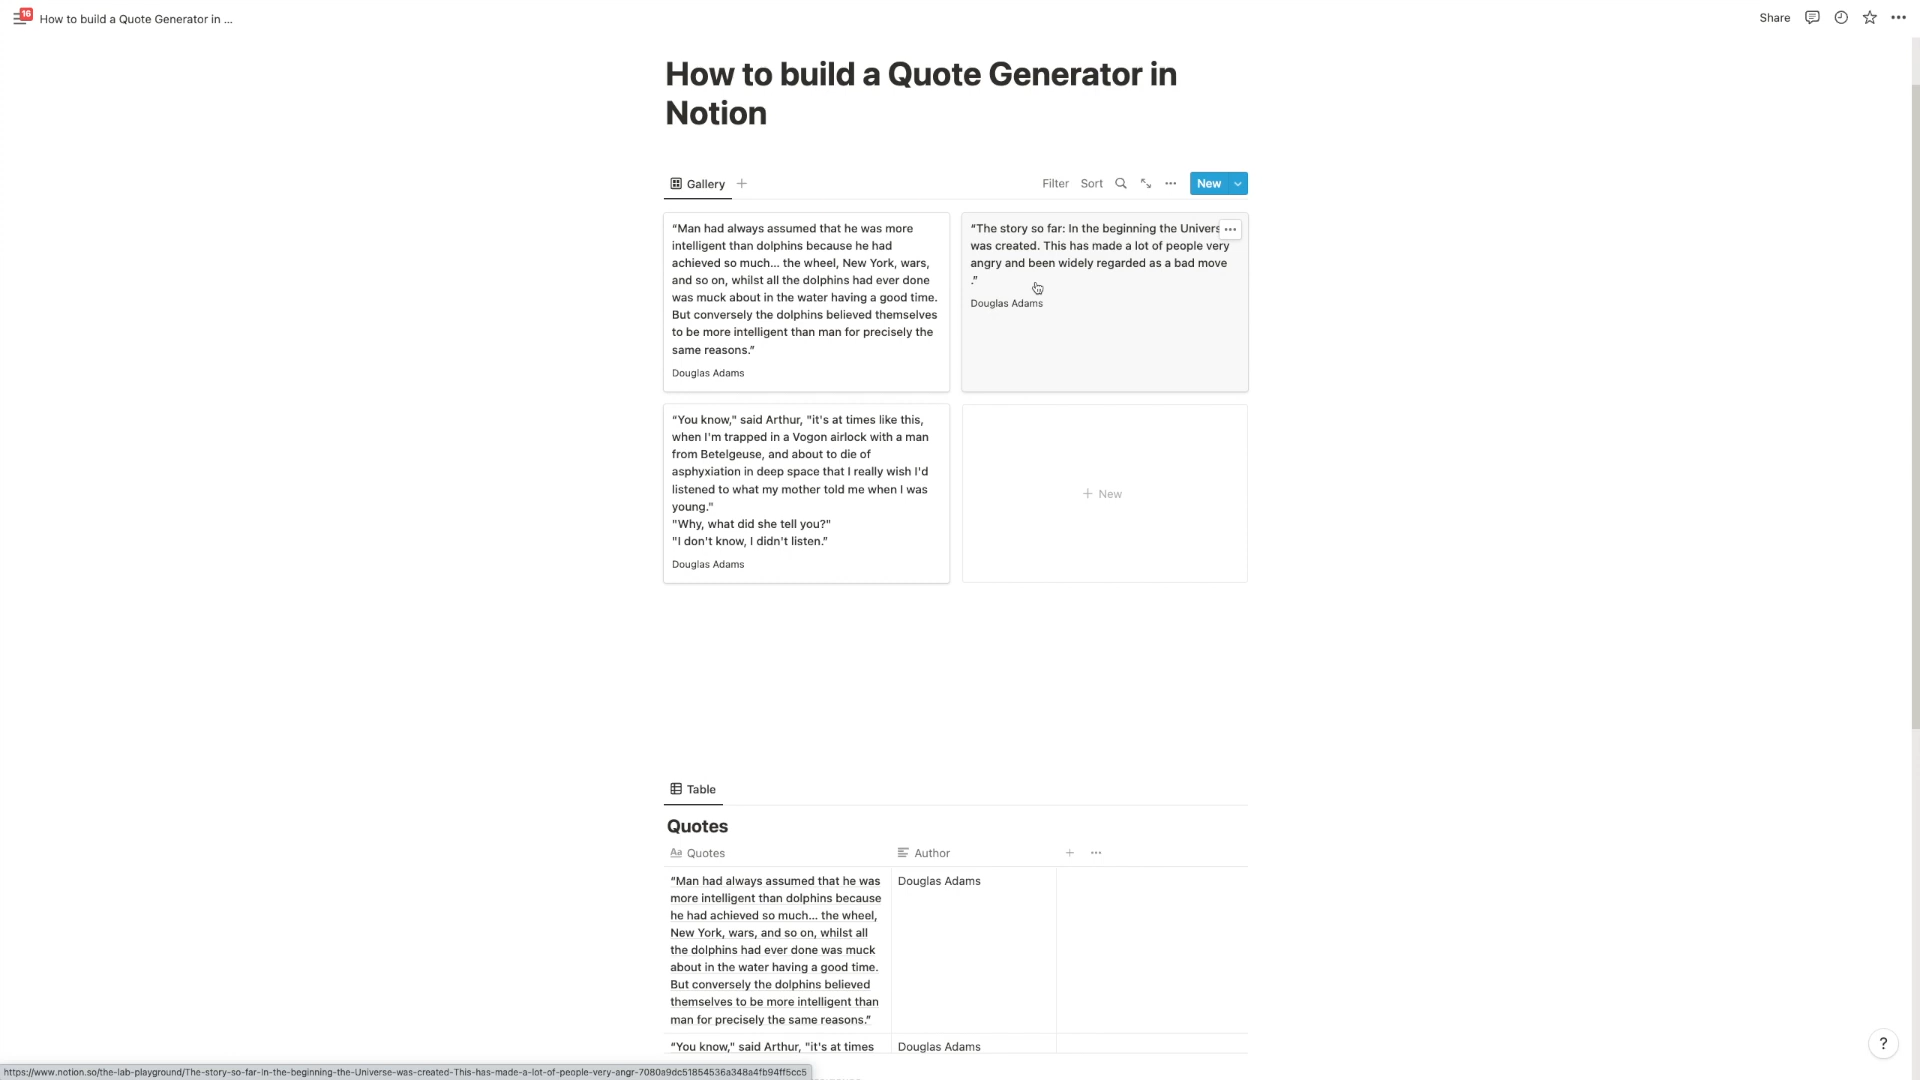 16
How to build a Quote Generator in ...
Share
How to build a Quote Generator in
Notion
Gallery
Filter
Sort
New
“Man had always assumed that he was more
intelligent than dolphins because he had
achieved so much... the wheel, New York, wars,
and so on, whilst all the dolphins had ever done
was muck about in the water having a good time.
But conversely the dolphins believed themselves
to be more intelligent than man for precisely the
same reasons.”
Douglas Adams
“The story so far: In the beginning the Univers
was created. This has made a lot of people very
angry and been widely regarded as a bad move
.”
Douglas Adams
“You know," said Arthur, "it's at times like this,
when I'm trapped in a Vogon airlock with a man
from Betelgeuse, and about to die of
asphyxiation in deep space that I really wish I'd
listened to what my mother told me when I was
young."
"Why, what did she tell you?"
"I don't know, I didn't listen.”
Douglas Adams
+ New
Table
Quotes
Aa Quotes
Author
“Man had always assumed that he was
more intelligent than dolphins because
he had achieved so much... the wheel,
New York, wars, and so on, whilst all
the dolphins had ever done was muck
about in the water having a good time.
But conversely the dolphins believed
themselves to be more intelligent than
man for precisely the same reasons.”
Douglas Adams
“You know," said Arthur, "it's at times
Douglas Adams
?
https://www.notion.so/the-lab-playground/The-story-so-far-in-the-beginning-the-Universe-was-created-This-has-made-a-lot-of-people-very-angr-7080a9dc51854536a348a4fb94ff5cc5